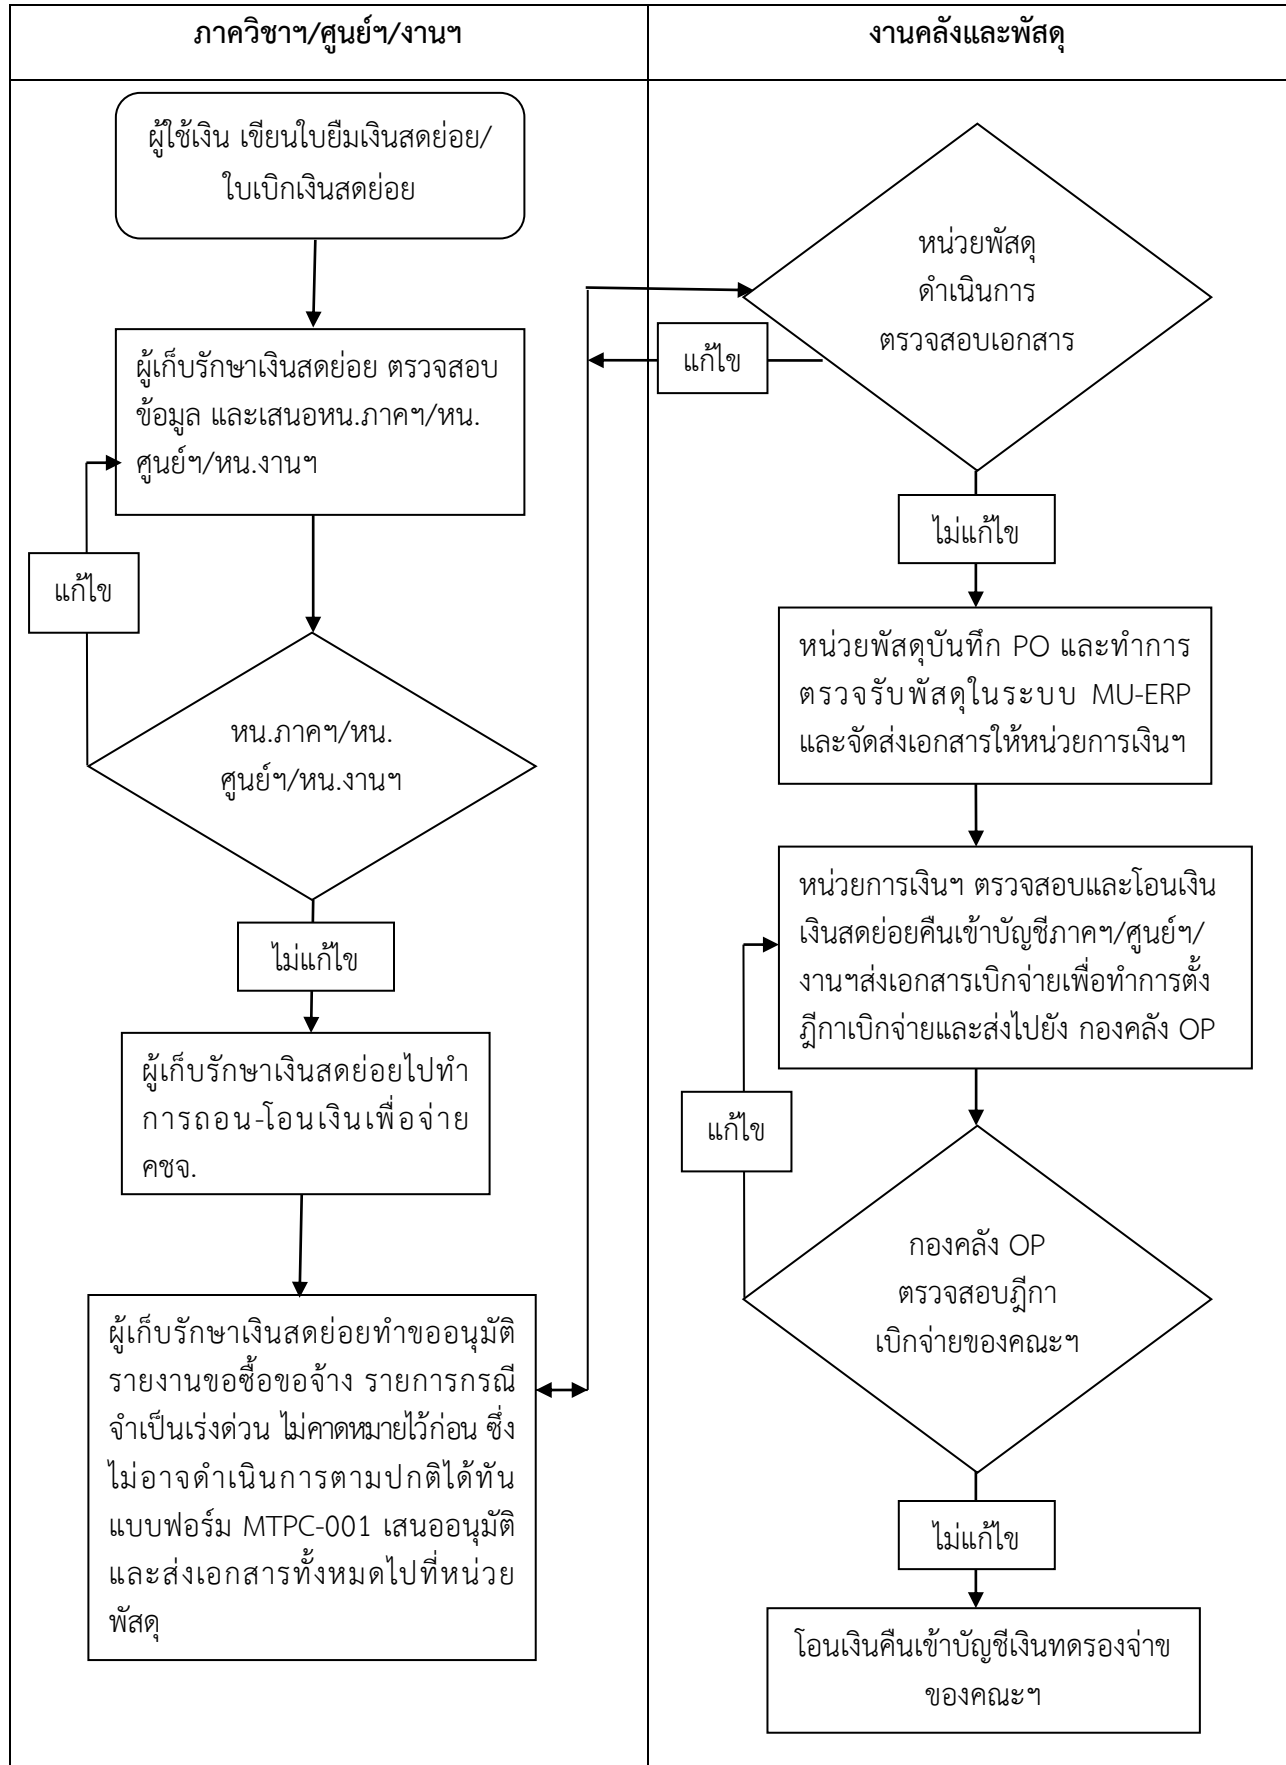 ภาควิชาฯ/ศูนย์ฯ/งานฯ
งานคลังและพัสดุ
ผู้ใช้เงิน เขียนใบยืมเงินสดย่อย/
ใบเบิกเงินสดย่อย
ผู้เก็บรักษาเงินสดย่อย ตรวจสอบ
ข้อมูล และเสนอหน.ภาคฯ/หน.
ศูนย์ฯ/หน.งานฯ
แก้ไข
หน.ภาคฯ/หน.
ศูนย์ฯ/หน.งานฯ
ไม่แก้ไข
ผู้เก็บรักษาเงินสดย่อยไปทำ
การถอน-โอนเงินเพื่อจ่าย
คชจ.
ผู้เก็บรักษาเงินสดย่อยทำขออนุมัติ
รายงานขอซื้อขอจ้าง รายการกรณี
จำเป็นเร่งด่วน ไม่คาดหมายไว้ก่อน ซึ่ง
ไม่อาจดำเนินการตามปกติได้ทัน
แบบฟอร์ม MTPC-001 เสนออนุมัติ
และส่งเอกสารทั้งหมดไปที่หน่วย
พัสดุ
หน่วยพัสดุ
ดำเนินการ
ตรวจสอบเอกสาร
แก้ไข
ไม่แก้ไข
หน่วยพัสดุบันทึก PO และทำการ
ตรวจรับพัสดุในระบบ MU-ERP
และจัดส่งเอกสารให้หน่วยการเงินฯ
หน่วยการเงินฯ ตรวจสอบและโอนเงิน
เงินสดย่อยคืนเข้าบัญชีภาคฯ/ศูนย์ฯ/
งานฯส่งเอกสารเบิกจ่ายเพื่อทำการตั้ง
ฎีกาเบิกจ่ายและส่งไปยัง กองคลัง OP
แก้ไข
กองคลัง OP
ตรวจสอบฎีกา
เบิกจ่ายของคณะฯ
ไม่แก้ไข
โอนเงินคืนเข้าบัญชีเงินทดรองจ่าข
ของคณะฯ